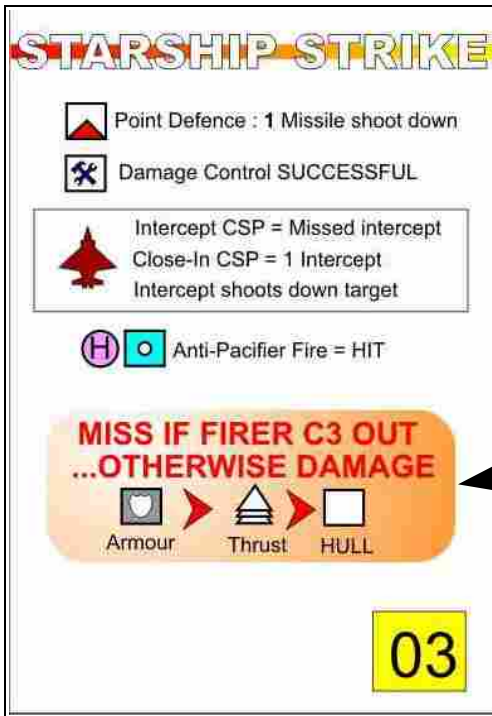 STARSHIP STRIKE
Point Defence : 1 Missile shoot down
Damage Control SUCCESSFUL
Intercept CSP = Missed intercept
Close-In CSP = 1 Intercept
Intercept shoots down target
H Anti-Pacifier Fire = HIT
MISS IF FIRER C3 OUT
...OTHERWISE DAMAGE
Armour Thrust HULL
03